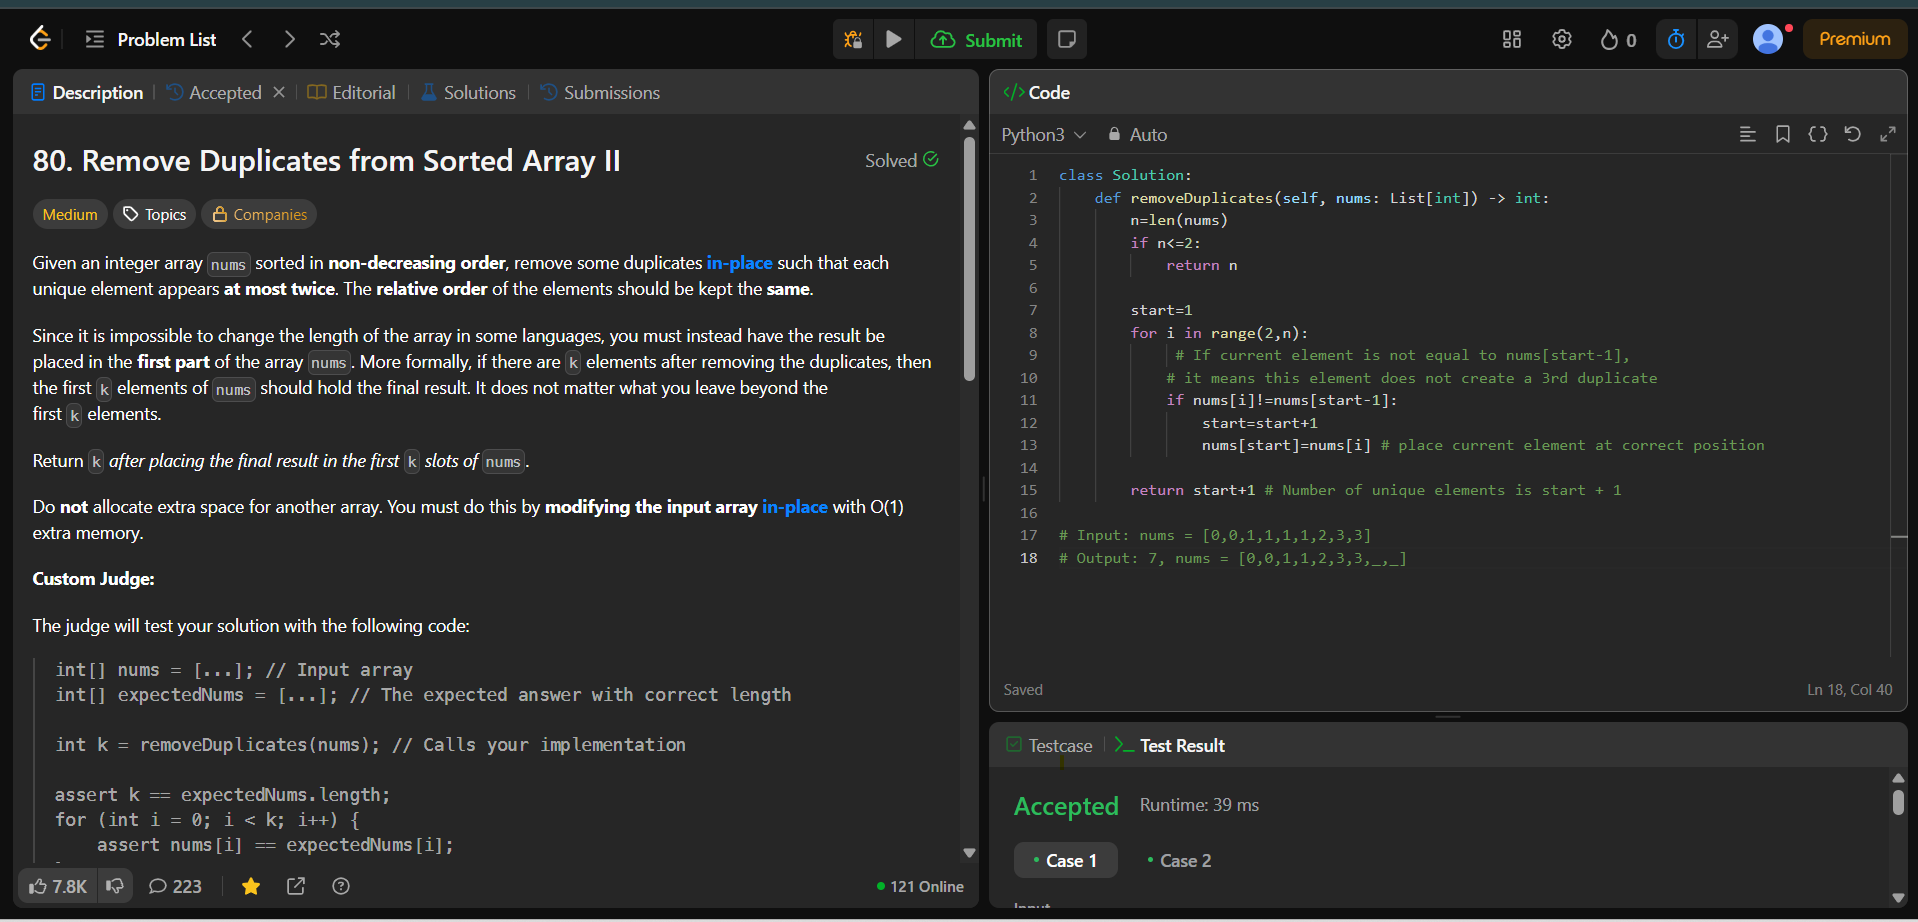 Problem List
Submit
0
Premium
Description
Accepted
Editorial
Solutions
Submissions
80. Remove Duplicates from Sorted Array II
Solved
Medium
Topics
Companies
Given an integer array nums sorted in non-decreasing order, remove some duplicates in-place such that each
unique element appears at most twice. The relative order of the elements should be kept the same.
Since it is impossible to change the length of the array in some languages, you must instead have the result be
placed in the first part of the array nums. More formally, if there are k elements after removing the duplicates, then
the first k elements of nums should hold the final result. It does not matter what you leave beyond the
first k elements.
Return k after placing the final result in the first k slots of nums.
Do not allocate extra space for another array. You must do this by modifying the input array in-place with O(1)
extra memory.
Custom Judge:
The judge will test your solution with the following code:
int[] nums = [...]; // Input array
int[] expectedNums = [...]; // The expected answer with correct length
int k = removeDuplicates(nums); // Calls your implementation
assert k == expectedNums.length;
for (int i = 0; i < k; i++) {
    assert nums[i] == expectedNums[i];
7.8K
223
121 Online
</> Code
Python3
Auto
1 class Solution:
2     def removeDuplicates(self, nums: List[int]) -> int:
3         n=len(nums)
4         if n<=2:
5             return n
6
7         start=1
8         for i in range(2,n):
9              # If current element is not equal to nums[start-1],
10             # it means this element does not create a 3rd duplicate
11             if nums[i]!=nums[start-1]:
12                 start=start+1
13                 nums[start]=nums[i] # place current element at correct position
14
15         return start+1 # Number of unique elements is start + 1
16
17 # Input: nums = [0,0,1,1,1,1,2,3,3]
18 # Output: 7, nums = [0,0,1,1,2,3,3,_,_]
Saved
Ln 18, Col 40
Testcase
>_ Test Result
Accepted
Runtime: 39 ms
• Case 1
• Case 2